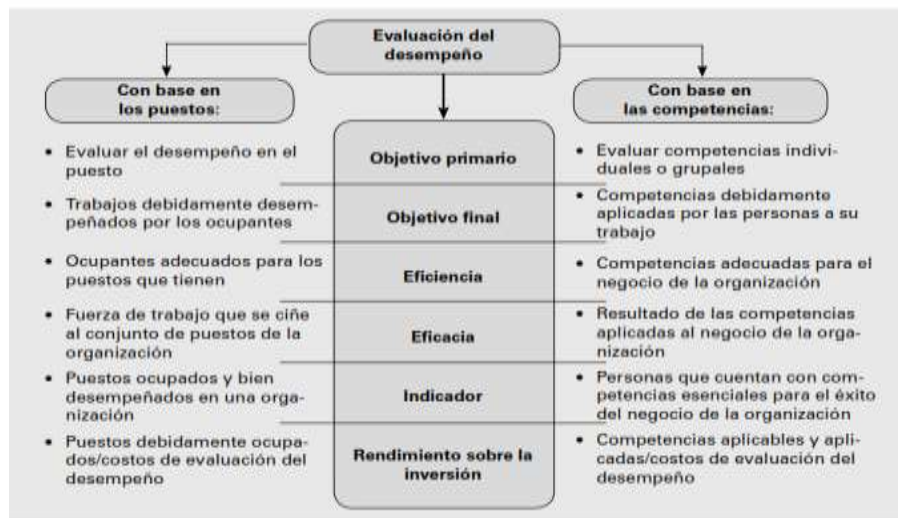 Evaluación del
desempeño
Con base en
los puestos:
• Evaluar el desempeño en el
puesto
• Trabajos debidamente desem-
peñados por los ocupantes
• Ocupantes adecuados para los
puestos que tienen
• Fuerza de trabajo que se ciñe
al conjunto de puestos de la
organización
• Puestos ocupados y bien
desempeñados en una orga-
nización
• Puestos debidamente ocupa-
dos/costos de evaluación del
desempeño
Objetivo primario
Objetivo final
Eficiencia
Eficacia
Indicador
Rendimiento sobre la
inversión
Con base en
las competencias:
• Evaluar competencias indivi-
duales o grupales
• Competencias debidamente
aplicadas por las personas a su
trabajo
• Competencias adecuadas para el
negocio de la organización
• Resultado de las competencias
aplicadas al negocio de la orga-
nización
• Personas que cuentan con com-
petencias esenciales para el éxito
del negocio de la organización
• Competencias aplicables y apli-
cadas/costos de evaluación del
desempeño